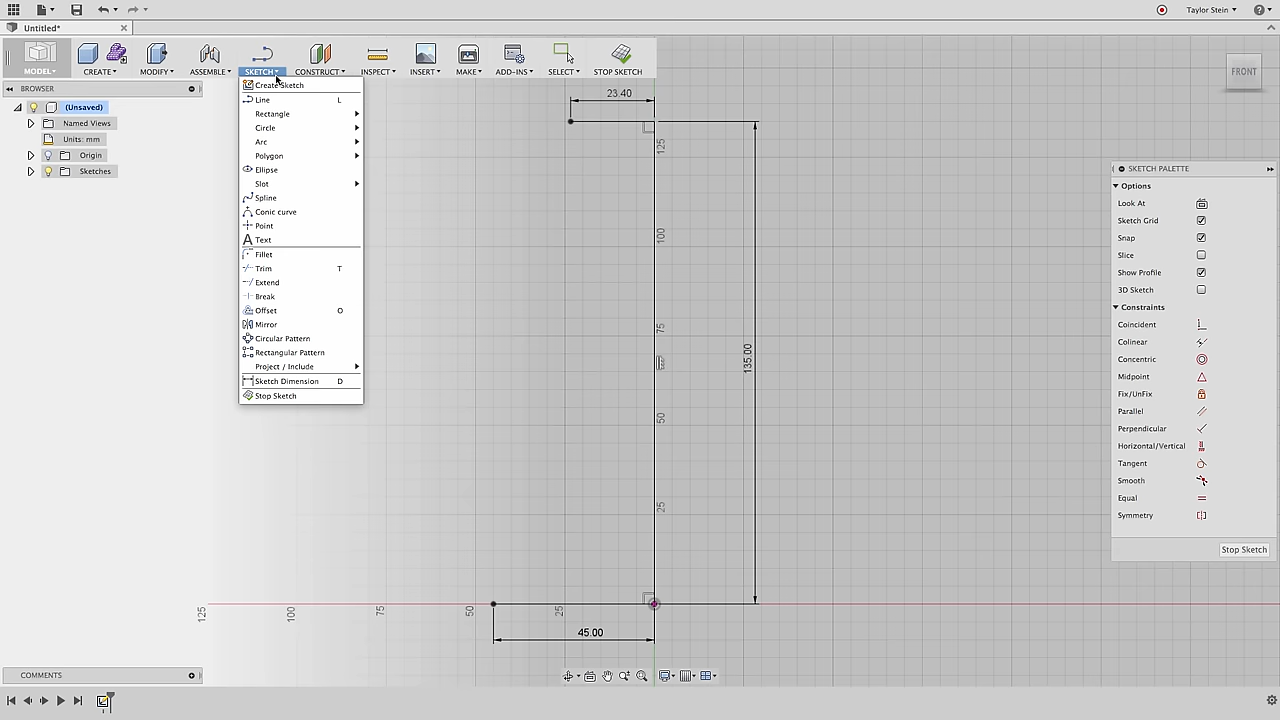 Taylor Stein
Untitled*
MODEL
CREATE
MODIFY
ASSEMBLE
SKETCH
CONSTRUCT
INSPECT
INSERT
MAKE
ADD-INS
SELECT
STOP SKETCH
BROWSER
(Unsaved)
Named Views
Units: mm
Origin
Sketches
Create Sketch
Line L
Rectangle
Circle
Arc
Polygon
Ellipse
Slot
Spline
Conic curve
Point
Text
Fillet
Trim T
Extend
Break
Offset O
Mirror
Circular Pattern
Rectangular Pattern
Project / Include
Sketch Dimension D
Stop Sketch
23.40
125
100
75
50
25
135.00
125
100
75
50
25
45.00
FRONT
SKETCH PALETTE
Options
Look At
Sketch Grid
Snap
Slice
Show Profile
3D Sketch
Constraints
Coincident
Colinear
Concentric
Midpoint
Fix/UnFix
Parallel
Perpendicular
Horizontal/Vertical
Tangent
Smooth
Equal
Symmetry
Stop Sketch
COMMENTS